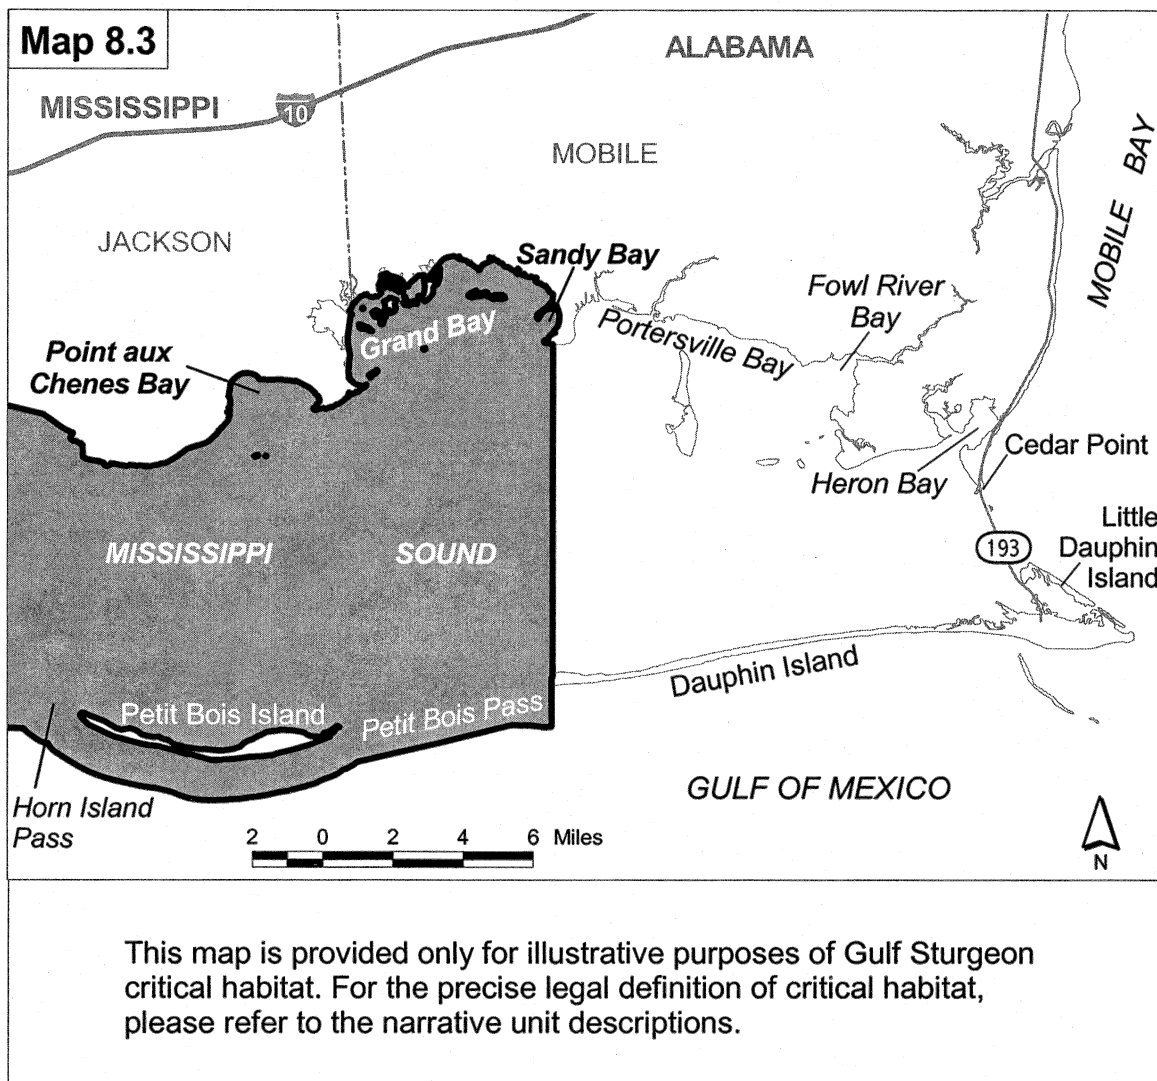 Map 8.3
ALABAMA
MISSISSIPPI
10
MOBILE
MOBILE BAY
JACKSON
Sandy Bay
Fowl River
Bay
Grand Bay
Portersville Bay
Point aux
Chenes Bay
Cedar Point
Heron Bay
Little
Dauphin
Island
193
MISSISSIPPI SOUND
Dauphin Island
Petit Bois Island
Petit Bois Pass
GULF OF MEXICO
Horn Island
Pass
2 0 2 4 6 Miles
N
This map is provided only for illustrative purposes of Gulf Sturgeon
critical habitat. For the precise legal definition of critical habitat,
please refer to the narrative unit descriptions.